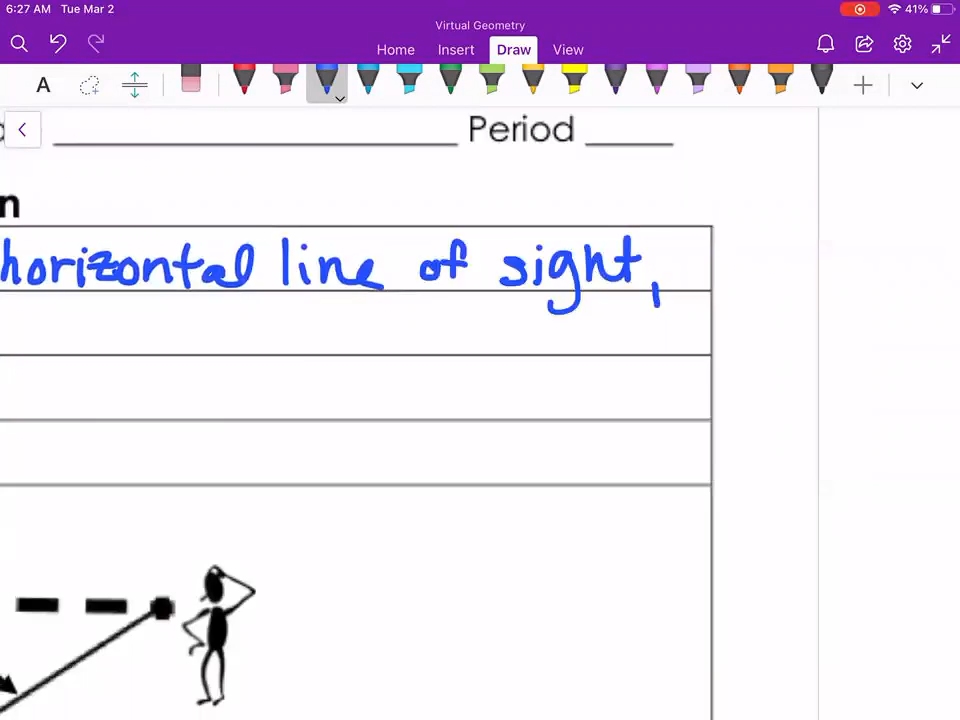 6:27 AM Tue Mar 2
41%
Virtual Geometry
Home Insert Draw View
A
Period
n
horizontal line of sight,